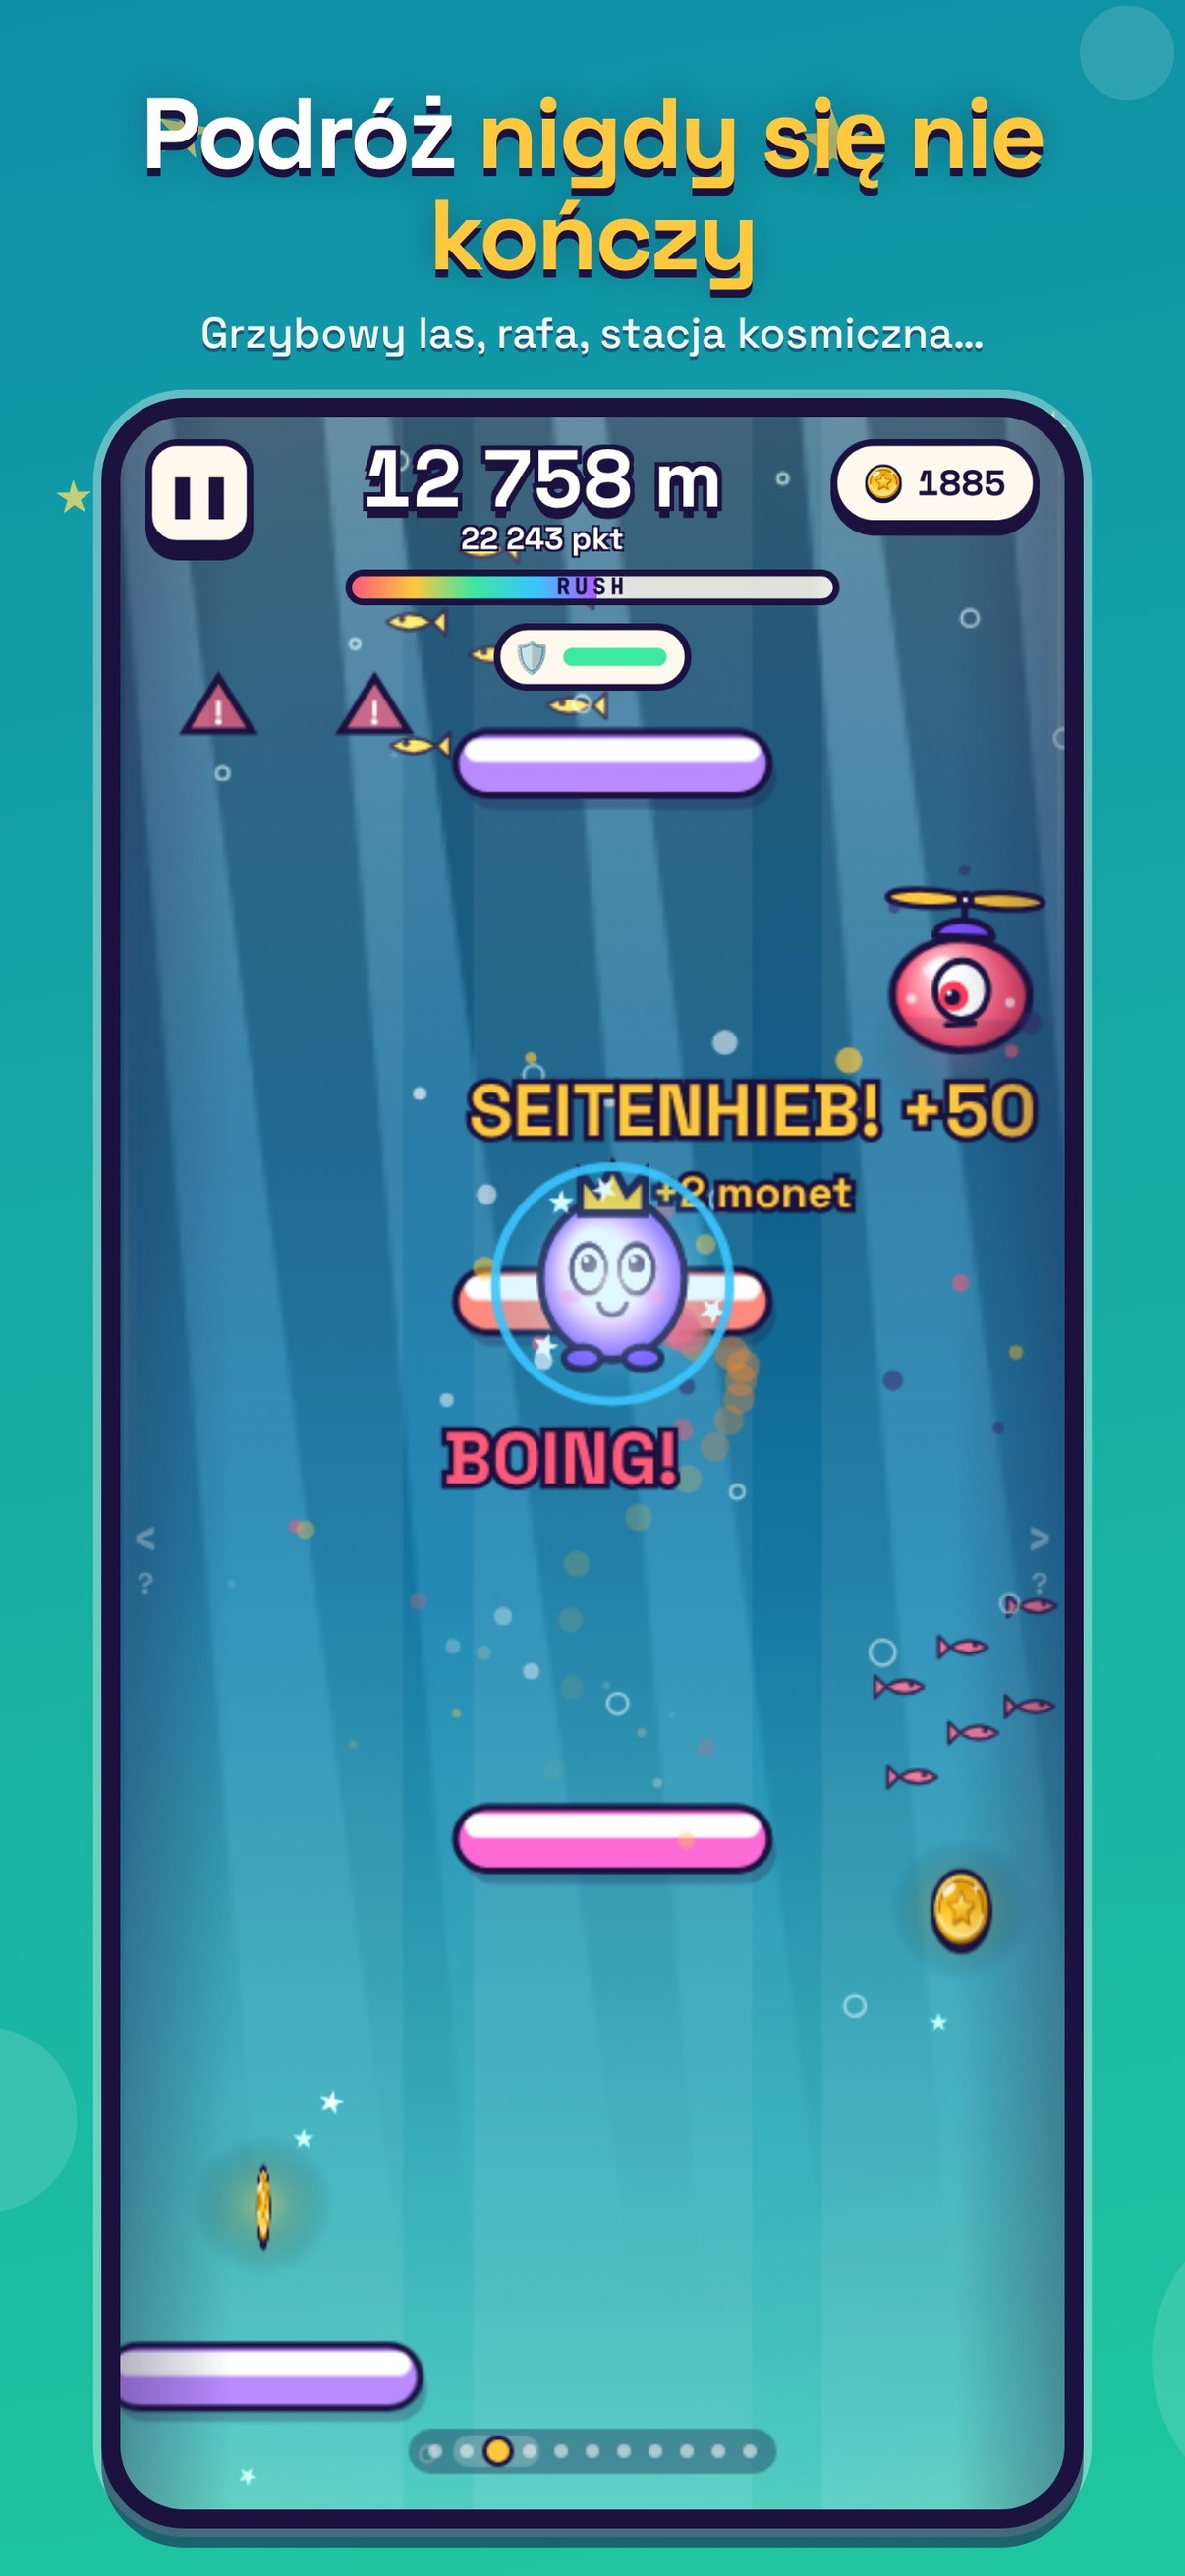 Podróż nigdy się nie
kończy
Grzybowy las, rafa, stacja kosmiczna...
12 758 m
1885
22 243 pkt
RUSH
!
!
SEITENHIEB! +50
+2 monet
BOING!
< >
? ?